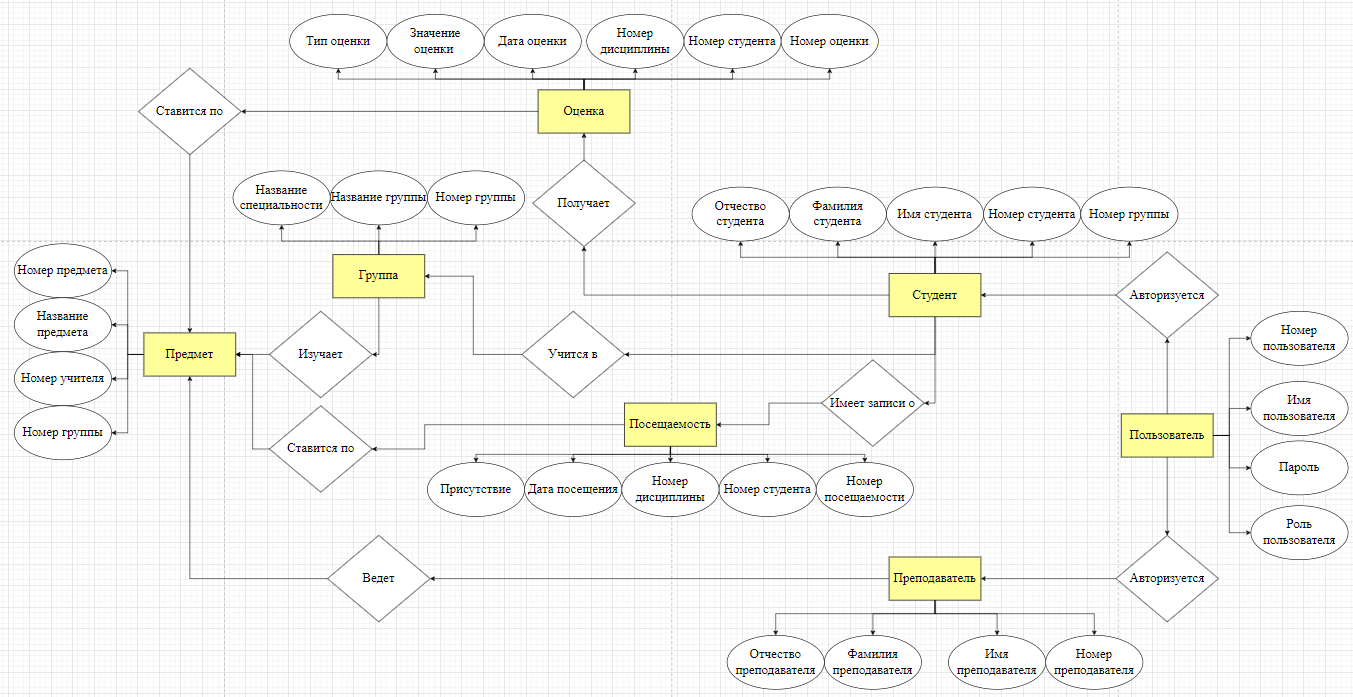 Тип оценки
Значение
оценки
Дата оценки
Номер
дисциплины
Номер студента
Номер оценки
Ставится по
Оценка
Название
специальности
Название группы
Номер группы
Получает
Отчество
студента
Фамилия
студента
Имя студента
Номер студента
Номер группы
Номер предмета
Группа
Студент
Авторизуется
Название
предмета
Номер
пользователя
Предмет
Изучает
Учится в
Номер учителя
Имя
пользователя
Имеет записи о
Номер группы
Посещаемость
Пользователь
Ставится по
Пароль
Присутствие
Дата посещения
Номер
дисциплины
Номер студента
Номер
посещаемости
Роль
пользователя
Ведет
Преподаватель
Авторизуется
Отчество
преподавателя
Фамилия
преподавателя
Имя
преподавателя
Номер
преподавателя